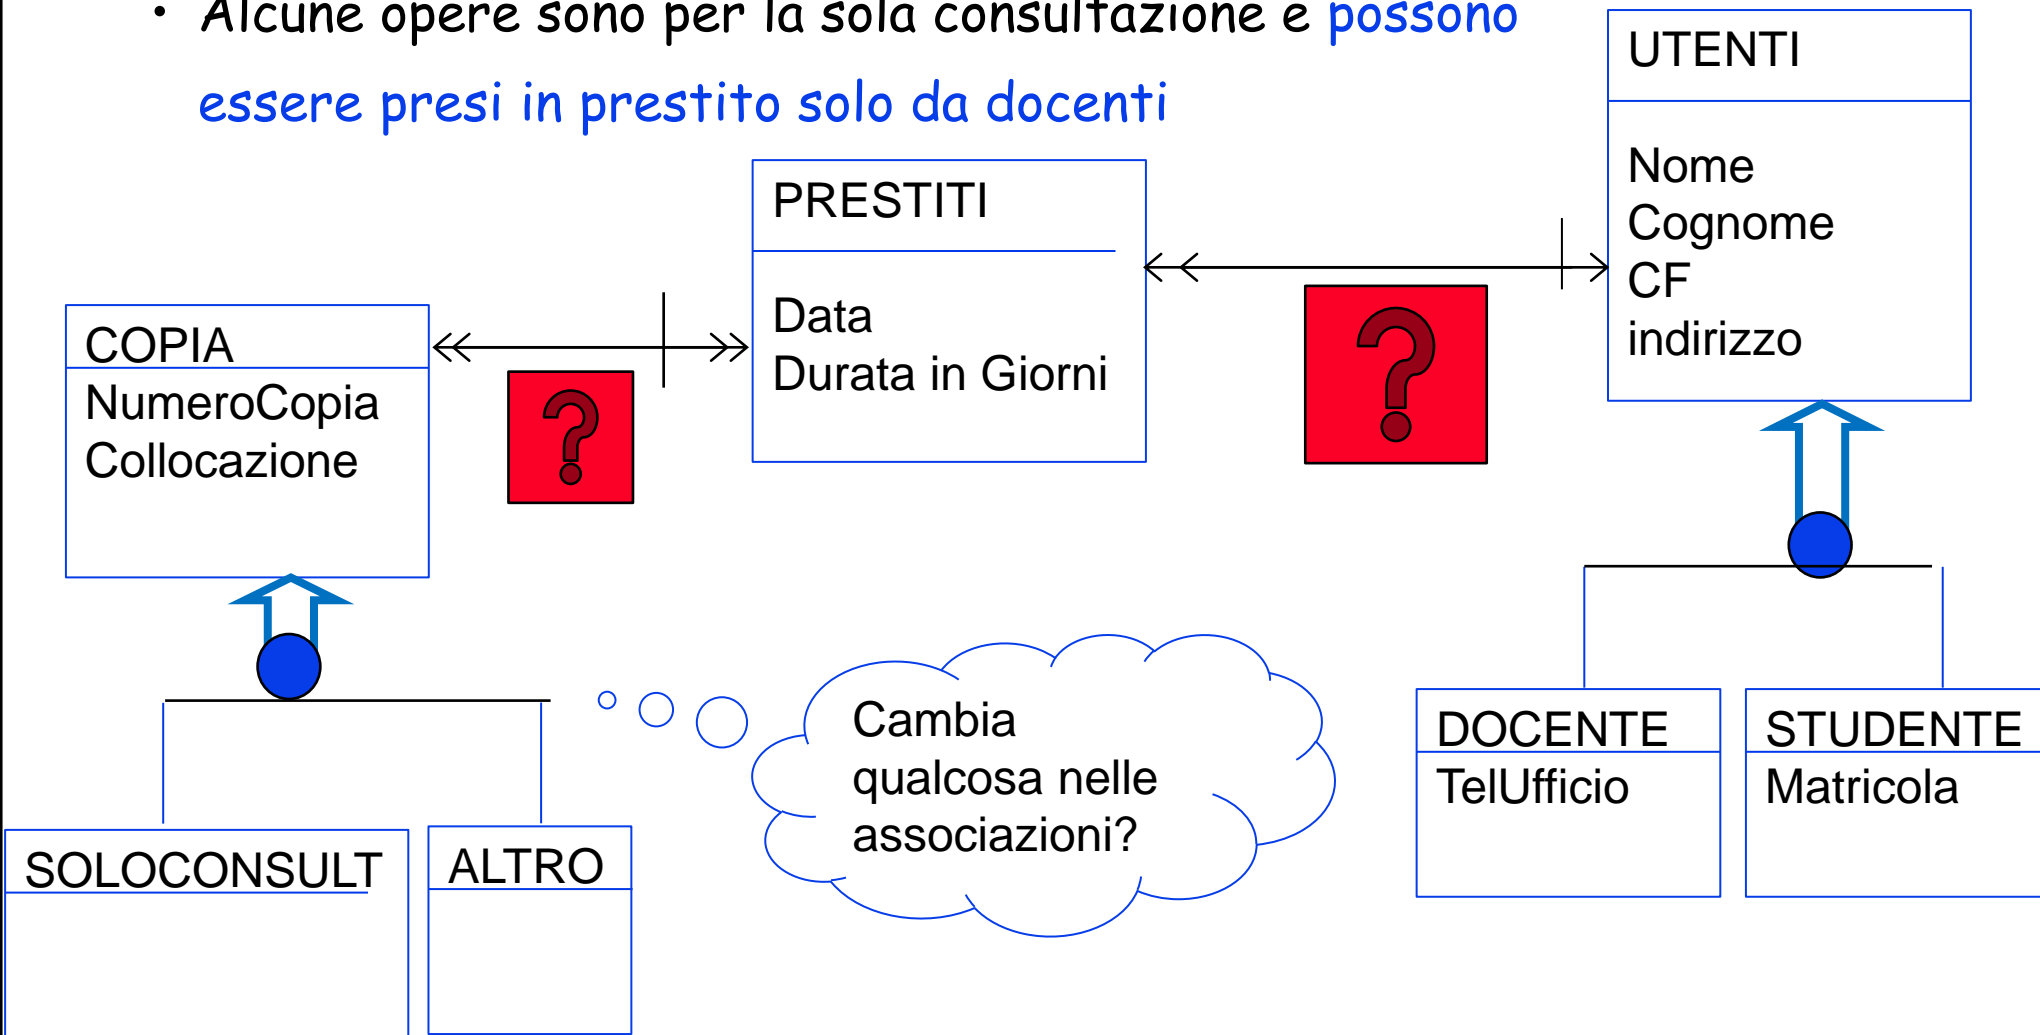 • Alcune opere sono per la sola consultazione e possono
essere presi in prestito solo da docenti
UTENTI
Nome
Cognome
CF
indirizzo
PRESTITI
Data
Durata in Giorni
COPIA
NumeroCopia
Collocazione
?
?
Cambia
qualcosa nelle
associazioni?
SOLOCONSULT
ALTRO
DOCENTE
TelUfficio
STUDENTE
Matricola